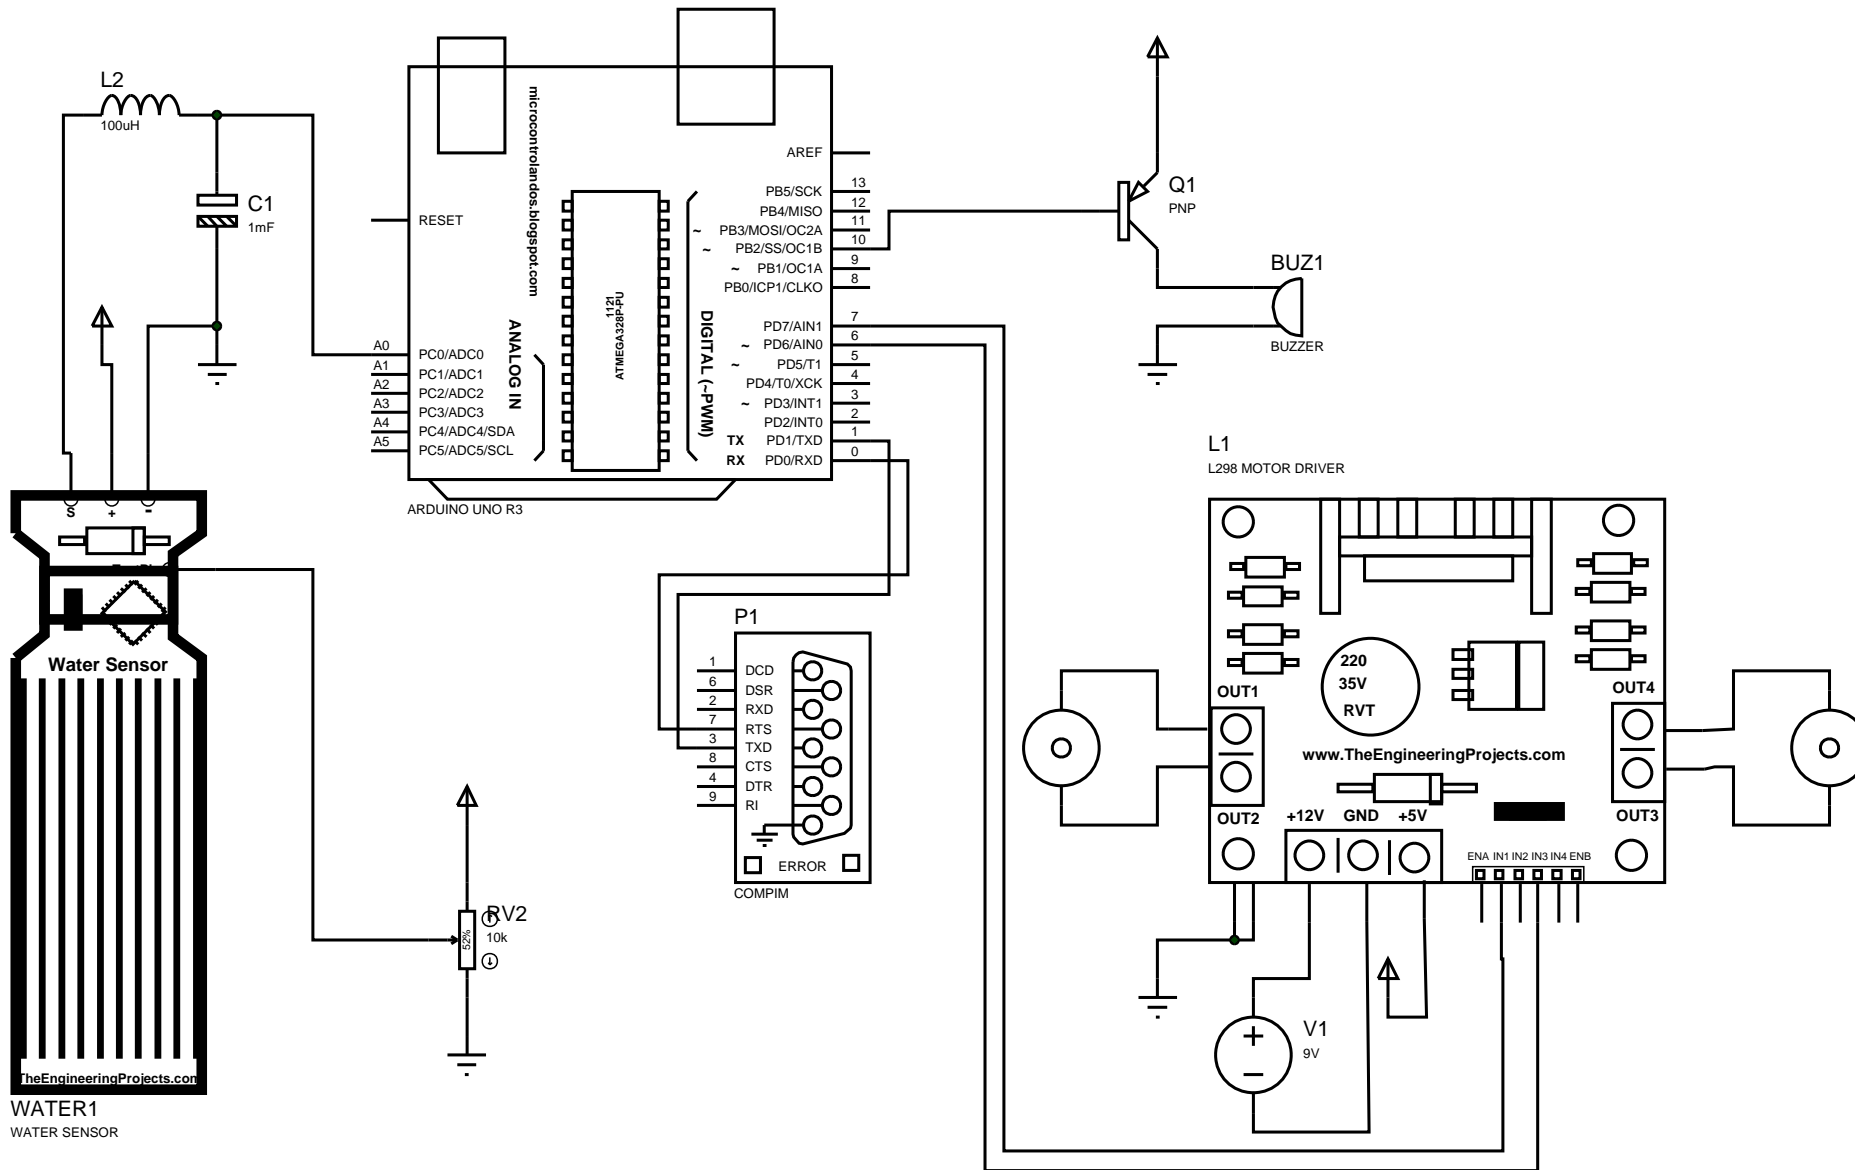 L2
100uH
C1
1mF
microcontrolandos.blogspot.com
RESET
AREF
PB5/SCK 13
PB4/MISO 12
~ PB3/MOSI/OC2A 11
~ PB2/SS/OC1B 10
~ PB1/OC1A 9
PB0/ICP1/CLKO 8
1121
ATMEGA328P-PU
ANALOG IN
DIGITAL (~PWM)
PD7/AIN1 7
~ PD6/AIN0 6
~ PD5/T1 5
PD4/T0/XCK 4
~ PD3/INT1 3
PD2/INT0 2
TX PD1/TXD 1
RX PD0/RXD 0
A0 PC0/ADC0
A1 PC1/ADC1
A2 PC2/ADC2
A3 PC3/ADC3
A4 PC4/ADC4/SDA
A5 PC5/ADC5/SCL
ARDUINO UNO R3
Q1
PNP
BUZ1
BUZZER
S + -
Water Sensor
TheEngineeringProjects.com
WATER1
WATER SENSOR
RV2
10k
52%
P1
1 DCD
6 DSR
2 RXD
7 RTS
3 TXD
8 CTS
4 DTR
9 RI
ERROR
COMPIM
L1
L298 MOTOR DRIVER
220
35V
RVT
OUT1
OUT4
www.TheEngineeringProjects.com
OUT2
OUT3
+12V GND +5V
ENA IN1 IN2 IN3 IN4 ENB
V1
9V
+
−